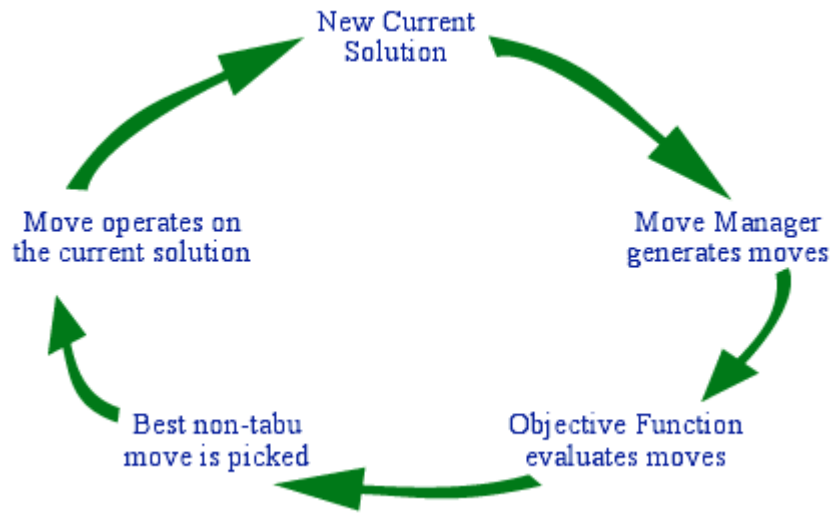 New Current
Solution
Move Manager
generates moves
Objective Function
evaluates moves
Best non-tabu
move is picked
Move operates on
the current solution